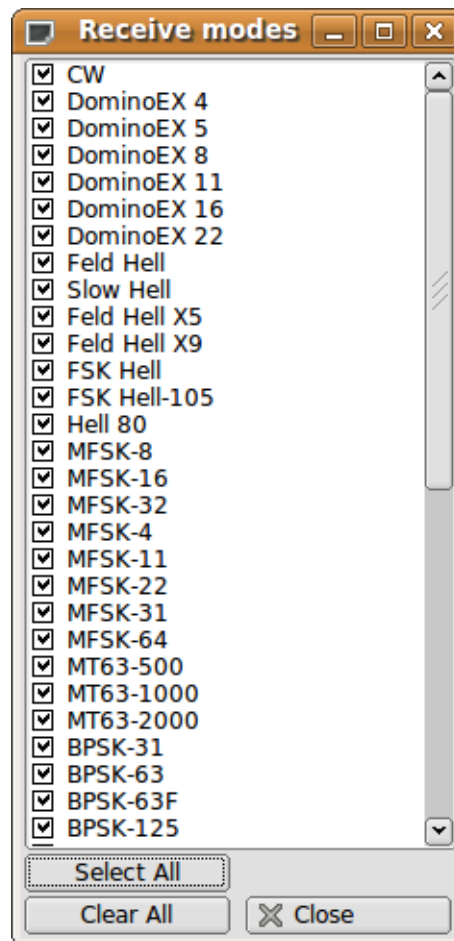 Receive modes
CW
DominoEX 4
DominoEX 5
DominoEX 8
DominoEX 11
DominoEX 16
DominoEX 22
Feld Hell
Slow Hell
Feld Hell X5
Feld Hell X9
FSK Hell
FSK Hell-105
Hell 80
MFSK-8
MFSK-16
MFSK-32
MFSK-4
MFSK-11
MFSK-22
MFSK-31
MFSK-64
MT63-500
MT63-1000
MT63-2000
BPSK-31
BPSK-63
BPSK-63F
BPSK-125
Select All
Clear All Close